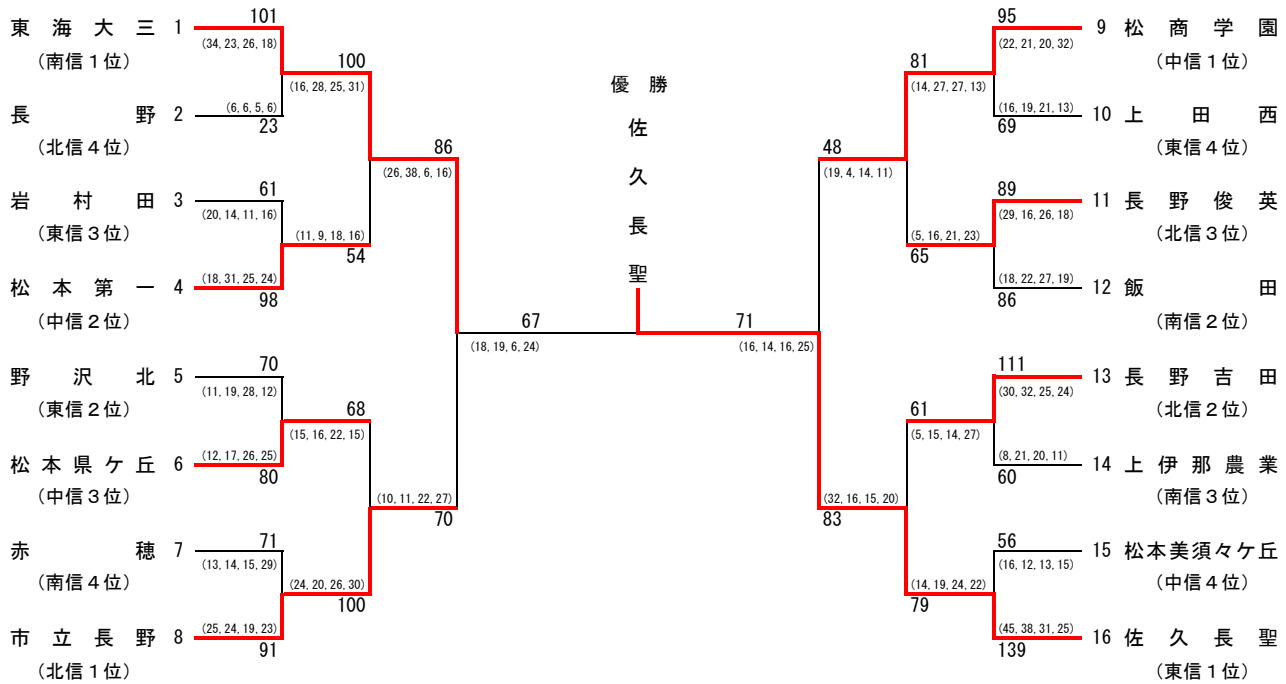 東海大三 1
(南信1位)
101
(34, 23, 26, 18)
長野 2
(北信4位)
(6, 6, 5, 6)
23
岩村田 3
(東信3位)
61
(20, 14, 11, 16)
松本第一 4
(中信2位)
(18, 31, 25, 24)
98
野沢北 5
(東信2位)
70
(11, 19, 28, 12)
松本県ケ丘 6
(中信3位)
(12, 17, 26, 25)
80
赤穂 7
(南信4位)
71
(13, 14, 15, 29)
市立長野 8
(北信1位)
(25, 24, 19, 23)
91
100
(16, 28, 25, 31)
(11, 9, 18, 16)
54
68
(15, 16, 22, 15)
(24, 20, 26, 30)
100
86
(26, 38, 6, 16)
(10, 11, 22, 27)
70
67
(18, 19, 6, 24)
優勝
佐久長聖
71
(16, 14, 16, 25)
48
(19, 4, 14, 11)
(32, 16, 15, 20)
83
81
(14, 27, 27, 13)
(5, 16, 21, 23)
65
61
(5, 15, 14, 27)
(14, 19, 24, 22)
79
95
(22, 21, 20, 32)
9 松商学園
(中信1位)
(16, 19, 21, 13)
69
10 上田西
(東信4位)
89
(29, 16, 26, 18)
11 長野俊英
(北信3位)
(18, 22, 27, 19)
86
12 飯田
(南信2位)
111
(30, 32, 25, 24)
13 長野吉田
(北信2位)
(8, 21, 20, 11)
60
14 上伊那農業
(南信3位)
56
(16, 12, 13, 15)
15 松本美須々ケ丘
(中信4位)
(45, 38, 31, 25)
139
16 佐久長聖
(東信1位)